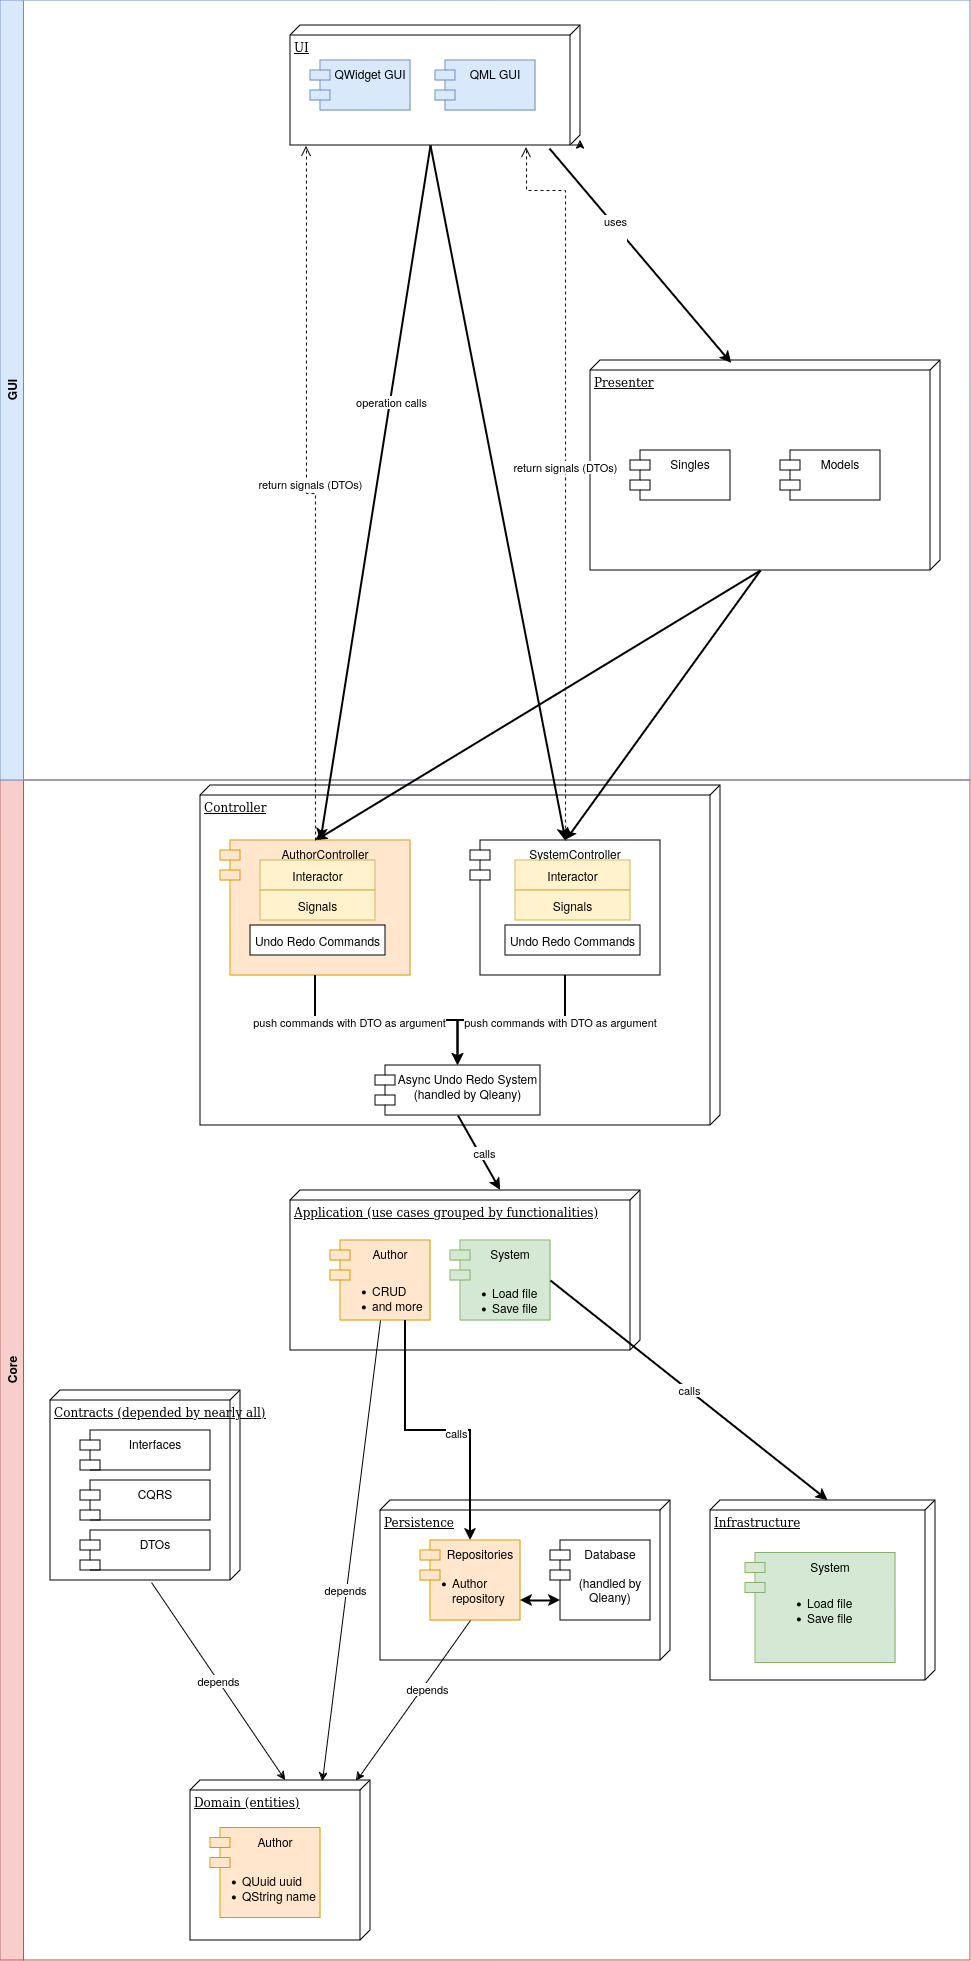 UI
QWidget GUI
QML GUI
uses
Presenter
operation calls
Singles
Models
return signals (DTOs)
return signals (DTOs)
GUI
Controller
AuthorController
Interactor
Signals
Undo Redo Commands
SystemController
Interactor
Signals
Undo Redo Commands
push commands with DTO as argument
push commands with DTO as argument
Async Undo Redo System
(handled by Qleany)
calls
Application (use cases grouped by functionalities)
Author
• CRUD
• and more
System
• Load file
• Save file
Core
calls
Contracts (depended by nearly all)
Interfaces
CQRS
DTOs
calls
Persistence
Repositories
• Author
repository
Database
(handled by
Qleany)
Infrastructure
System
• Load file
• Save file
depends
depends
depends
Domain (entities)
Author
• QUuid uuid
• QString name